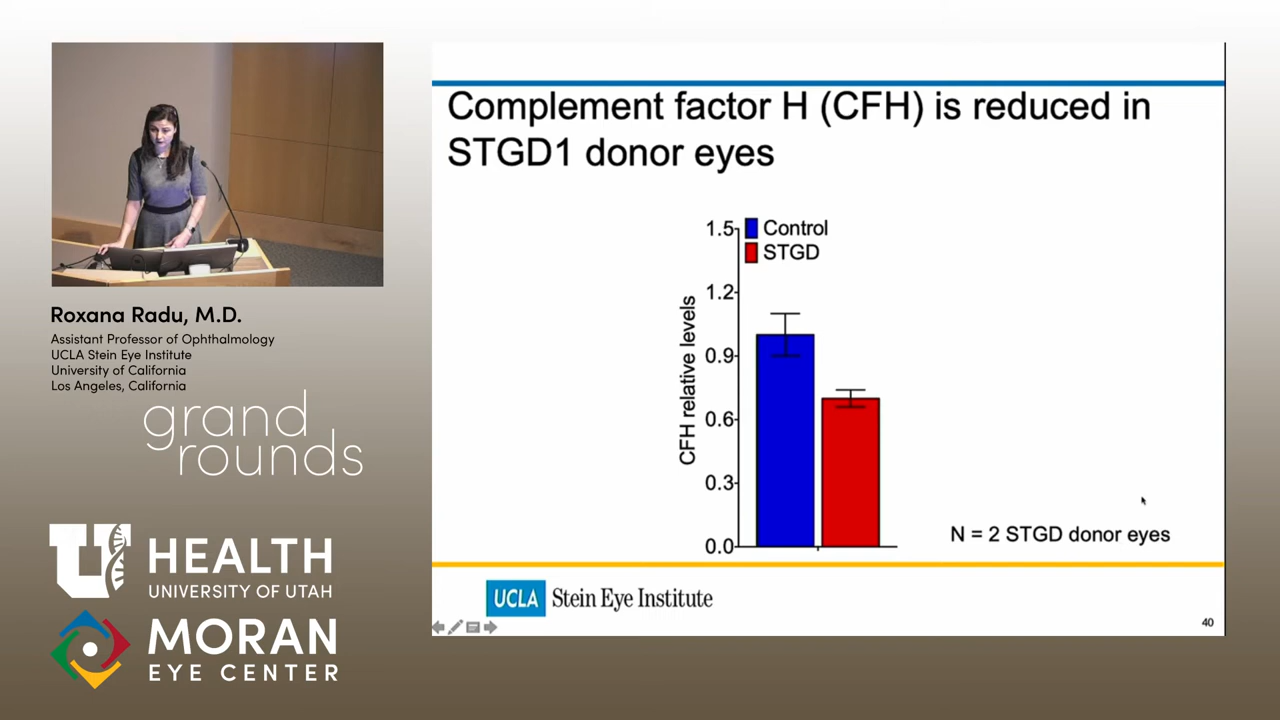 Complement factor H (CFH) is reduced in
STGD1 donor eyes
1.5
Control
STGD
1.2
0.9
0.6
0.3
0.0
CFH relative levels
N = 2 STGD donor eyes
UCLA Stein Eye Institute
40
Roxana Radu, M.D.
Assistant Professor of Ophthalmology
UCLA Stein Eye Institute
University of California
Los Angeles, California
grand
rounds
U HEALTH
UNIVERSITY OF UTAH
MORAN
EYE CENTER